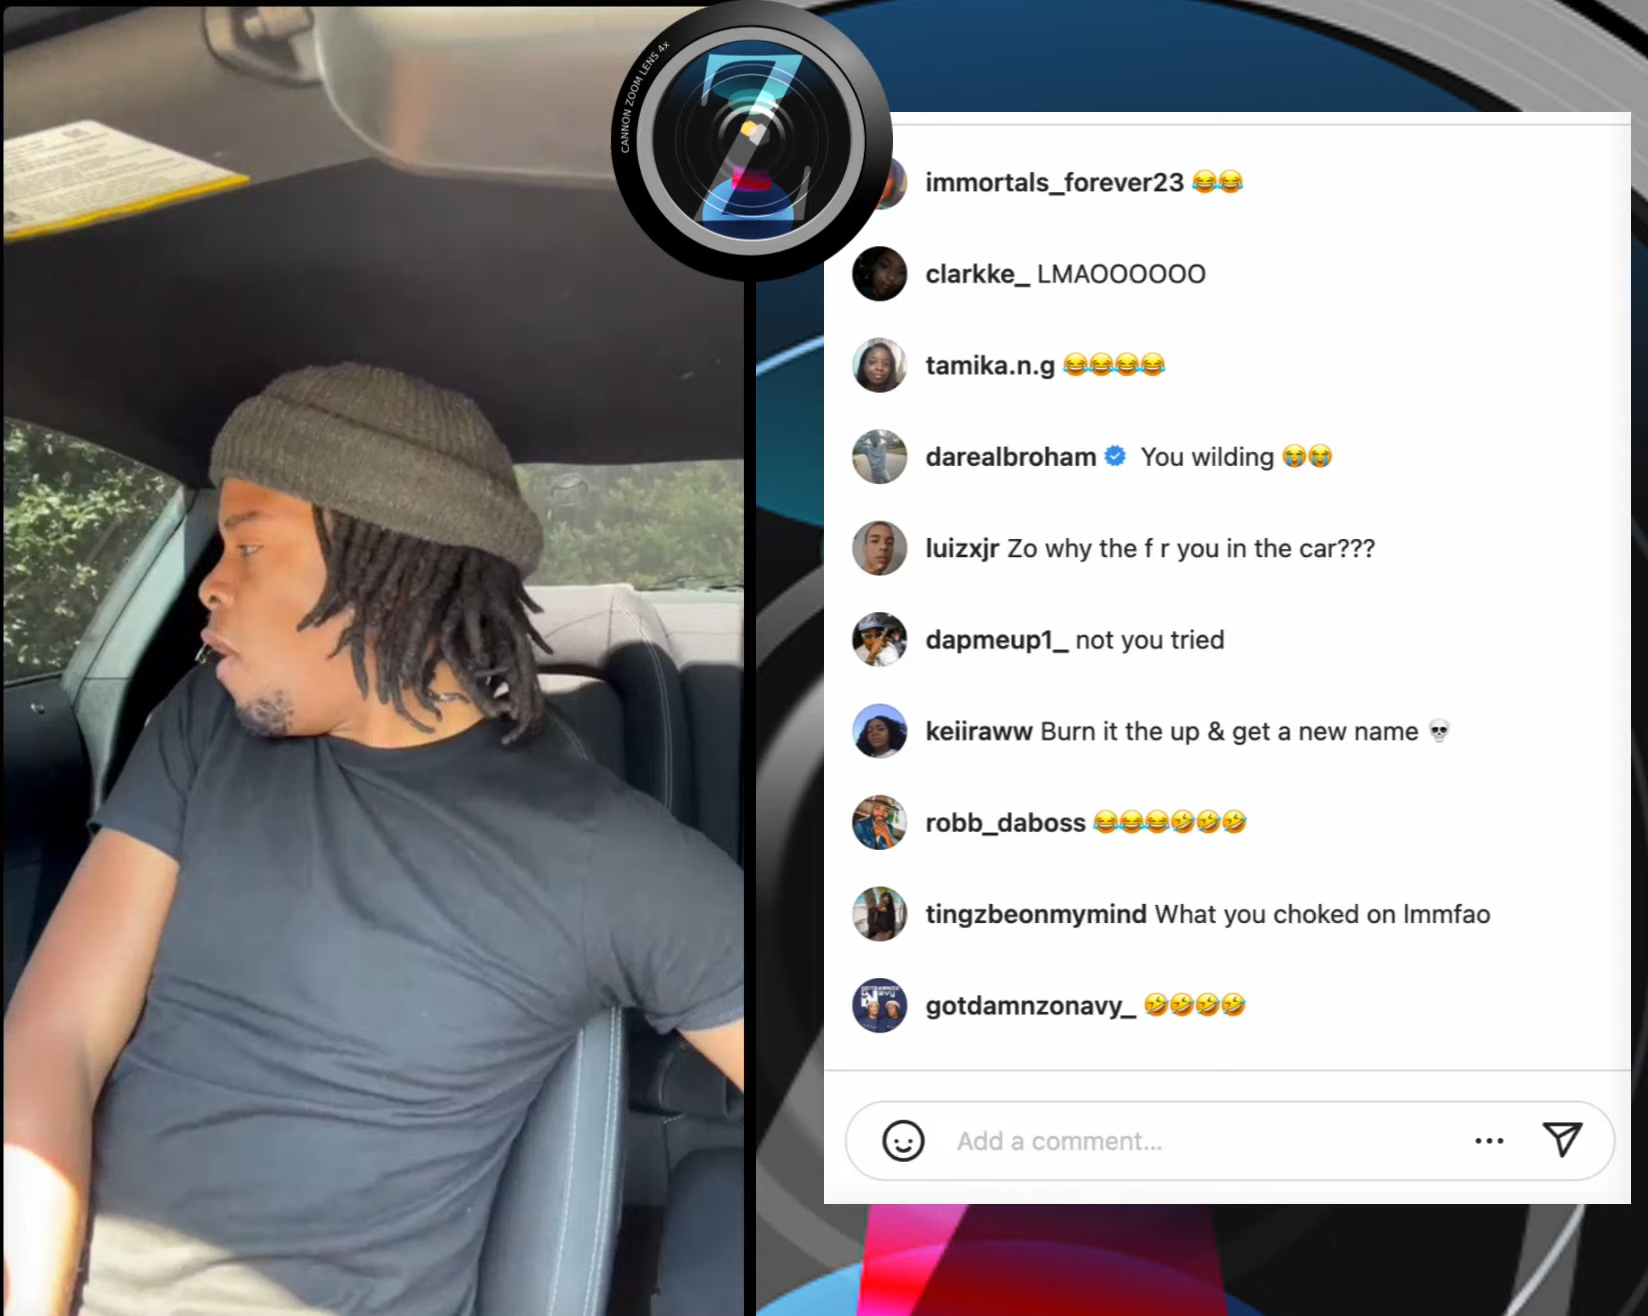 CANNON ZOOM LENS 4x
immortals_forever23 😂😂
clarkke_ LMAOOOOOO
tamika.n.g 😂😂😂😂
darealbroham You wilding 😭😭
luizxjr Zo why the f r you in the car???
dapmeup1_ not you tried
keiiraww Burn it the up & get a new name 💀
robb_daboss 😂😂😂🤣🤣🤣
tingzbeonmymind What you choked on lmmfao
gotdamnzonavy_ 🤣🤣🤣🤣
Add a comment...